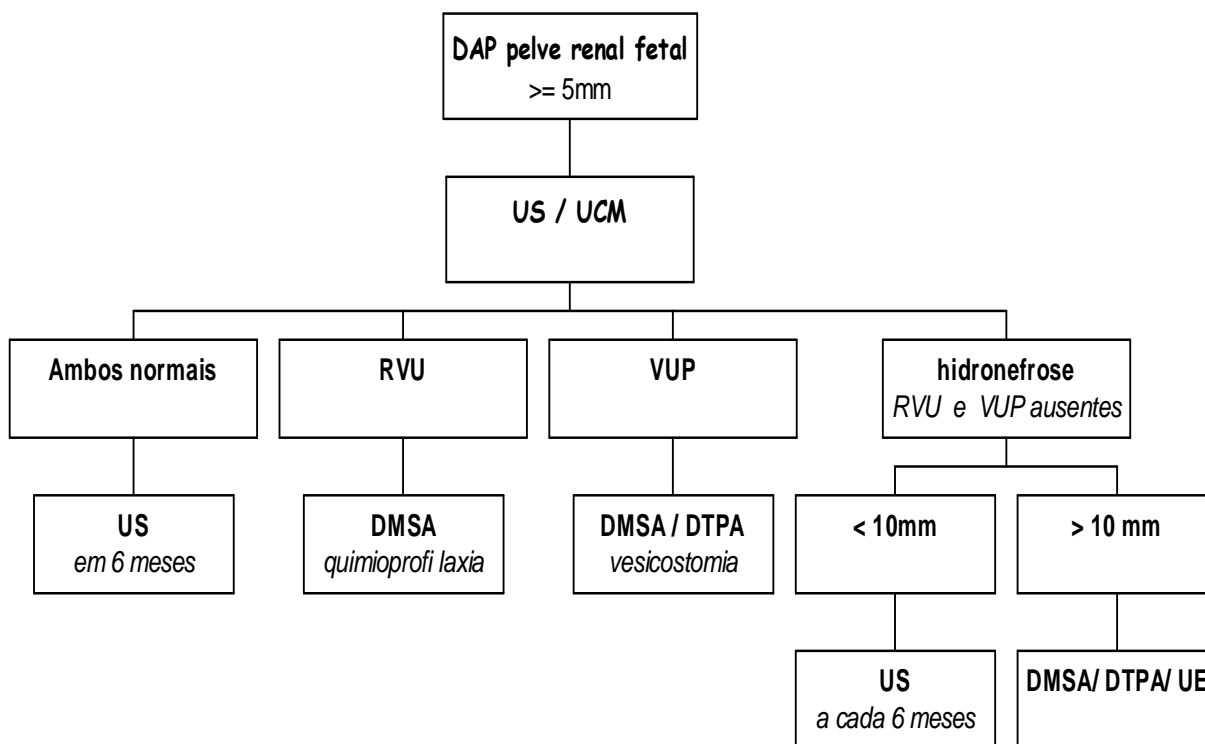 DAP pelve renal fetal
>= 5mm
US / UCM
Ambos normais
RVU
VUP
hidronefrose
RVU e VUP ausentes
US
em 6 meses
DMSA
quimioprofi laxia
DMSA / DTPA
vesicostomia
< 10mm
> 10 mm
US
a cada 6 meses
DMSA/ DTPA/ UE